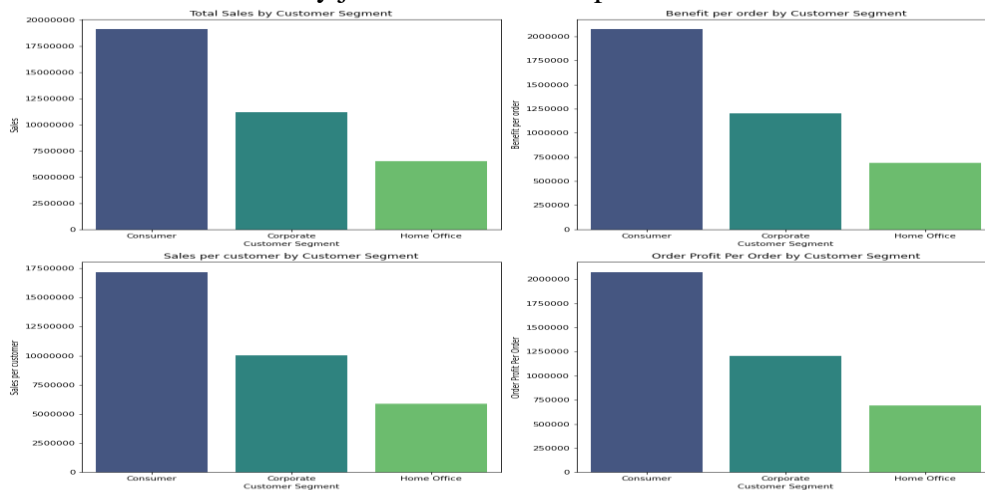 Total Sales by Customer Segment
20000000
17500000
15000000
12500000
10000000
7500000
5000000
2500000
0
Sales
Consumer Corporate Home Office
Customer Segment
Benefit per order by Customer Segment
2000000
1750000
1500000
1250000
1000000
750000
500000
250000
0
Benefit per order
Consumer Corporate Home Office
Customer Segment
Sales per customer by Customer Segment
17500000
15000000
12500000
10000000
7500000
5000000
2500000
0
Sales per customer
Consumer Corporate Home Office
Customer Segment
Order Profit Per Order by Customer Segment
2000000
1750000
1500000
1250000
1000000
750000
500000
250000
0
Order Profit Per Order
Consumer Corporate Home Office
Customer Segment